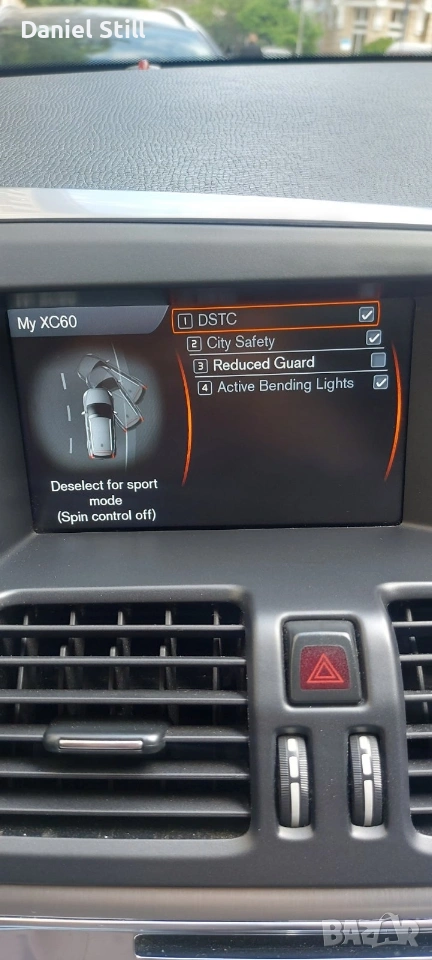 Daniel Still
My XC60
1 DSTC
2 City Safety
3 Reduced Guard
4 Active Bending Lights
Deselect for sport
mode
(Spin control off)
BAZAR